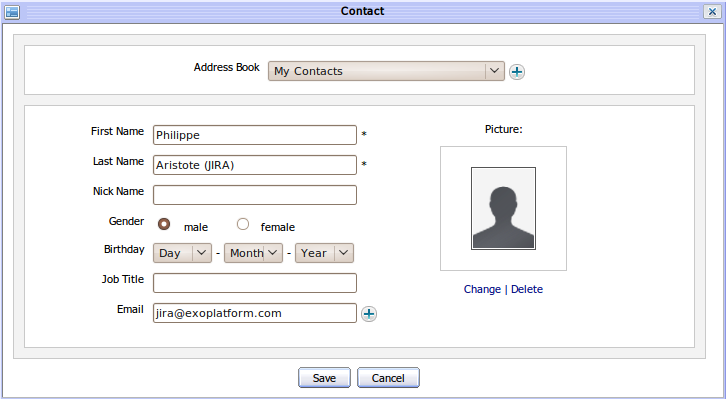 Contact
Address Book My Contacts
First Name Philippe *
Picture:
Last Name Aristote (JIRA) *
Nick Name
Gender male female
Birthday Day - Month - Year
Job Title
Change | Delete
Email jira@exoplatform.com
Save Cancel